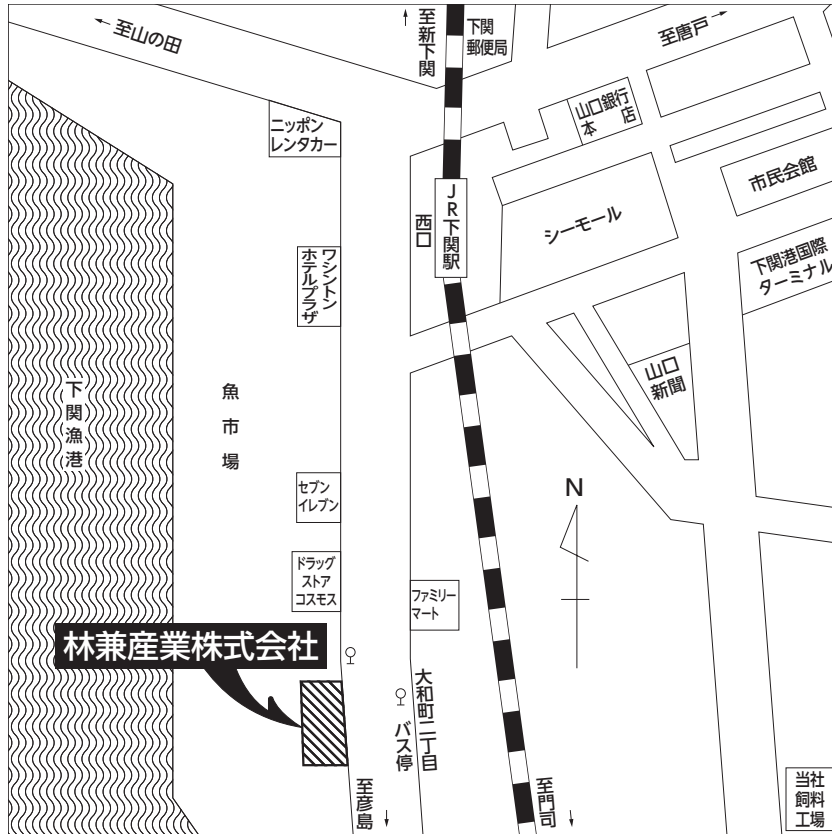 ←至山の田
↑
至新下関
下関
郵便局
至唐戸→
ニッポン
レンタカー
山口銀行
本店
市民会館
JR下関駅
西口
シーモール
下関港国際
ターミナル
ワシントン
ホテルプラザ
山口
新聞
下関漁港
魚市場
セブン
イレブン
N
ドラッグ
ストア
コスモス
ファミリー
マート
林兼産業株式会社
大和町二丁目
バス停
至彦島
↓
至門司
↓
当社
飼料
工場